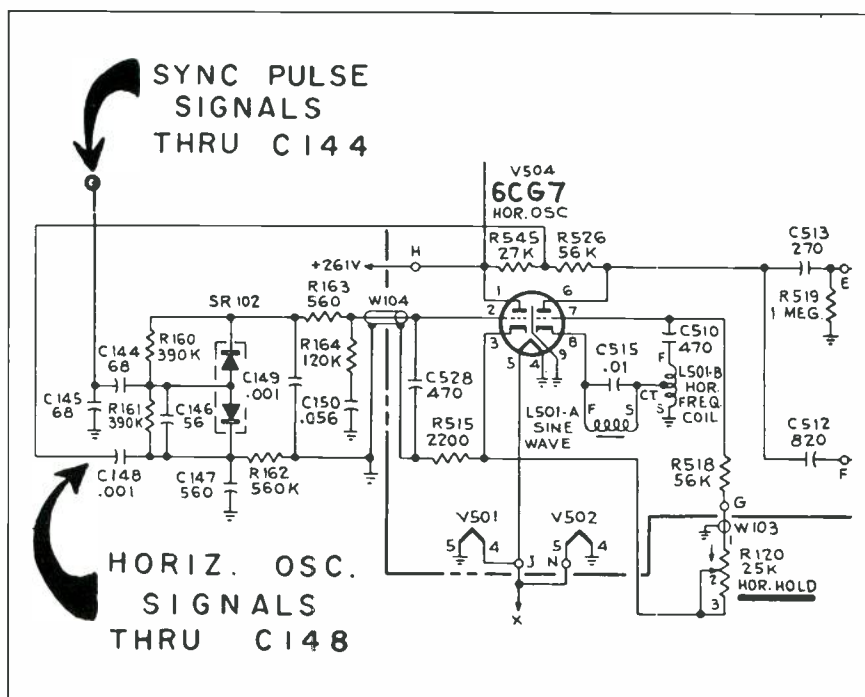 SYNC PULSE
SIGNALS
THRU C144
V504
6CG7
HOR. OSC
R545
27K
R526
56K
C513
270
E
R519
1 MEG.
+261V
H
SR102
R163
560
W104
1
2
3
4
5
6
7
8
9
R160
390K
R164
120K
C144
68
C145
68
R161
390K
C146
56
C149
.001
C150
.056
C528
470
C515
.01
C510
470
F
L501-B
HOR.
FREQ.
COIL
CT
S
L501-A
SINE
WAVE
F
S
R515
2200
C512
820
F
C148
.001
C147
560
R162
560K
R518
56K
G
W103
V501
5
4
J
V502
N
5
4
X
1
R120
2
25K
HOR. HOLD
3
HORIZ. OSC.
SIGNALS
THRU C148